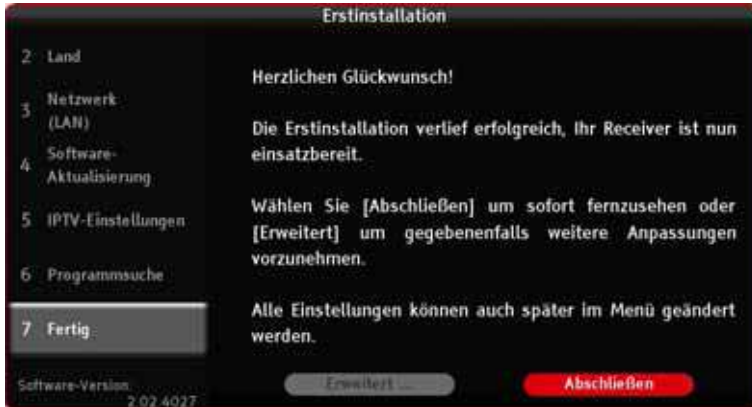 Erstinstallation
2 Land
3 Netzwerk
(LAN)
4 Software-
Aktualisierung
5 IPTV-Einstellungen
6 Programmsuche
7 Fertig
Software-Version
2.02.4027
Herzlichen Glückwunsch!
Die Erstinstallation verlief erfolgreich, Ihr Receiver ist nun
einsatzbereit.
Wählen Sie [Abschließen] um sofort fernzusehen oder
[Erweitert] um gegebenenfalls weitere Anpassungen
vorzunehmen.
Alle Einstellungen können auch später im Menü geändert
werden.
Erweitert ...
Abschließen